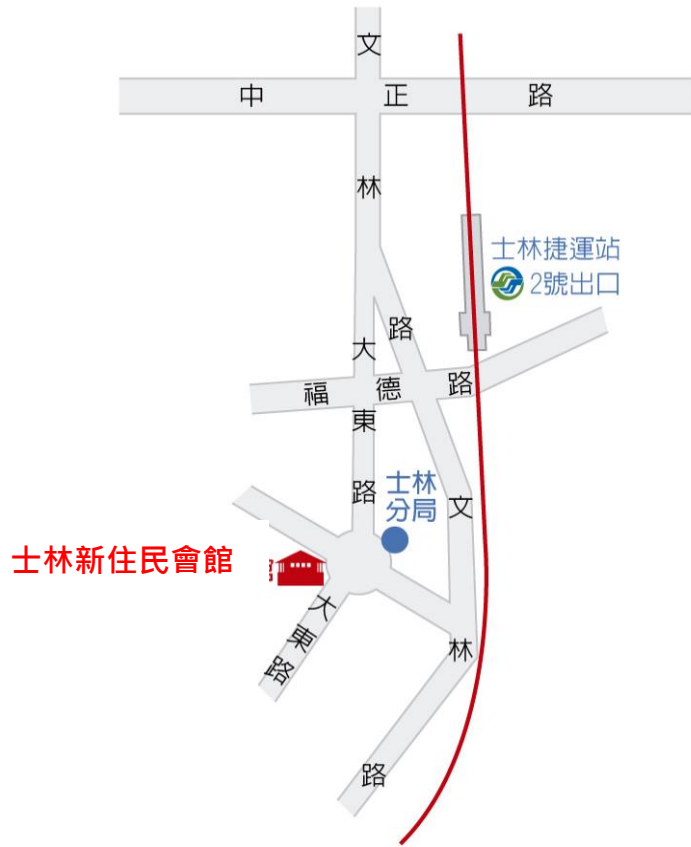 中正路
文林路
士林捷運站
2號出口
福德路
大東路
士林
分局
文林路
士林新住民會館
大東路